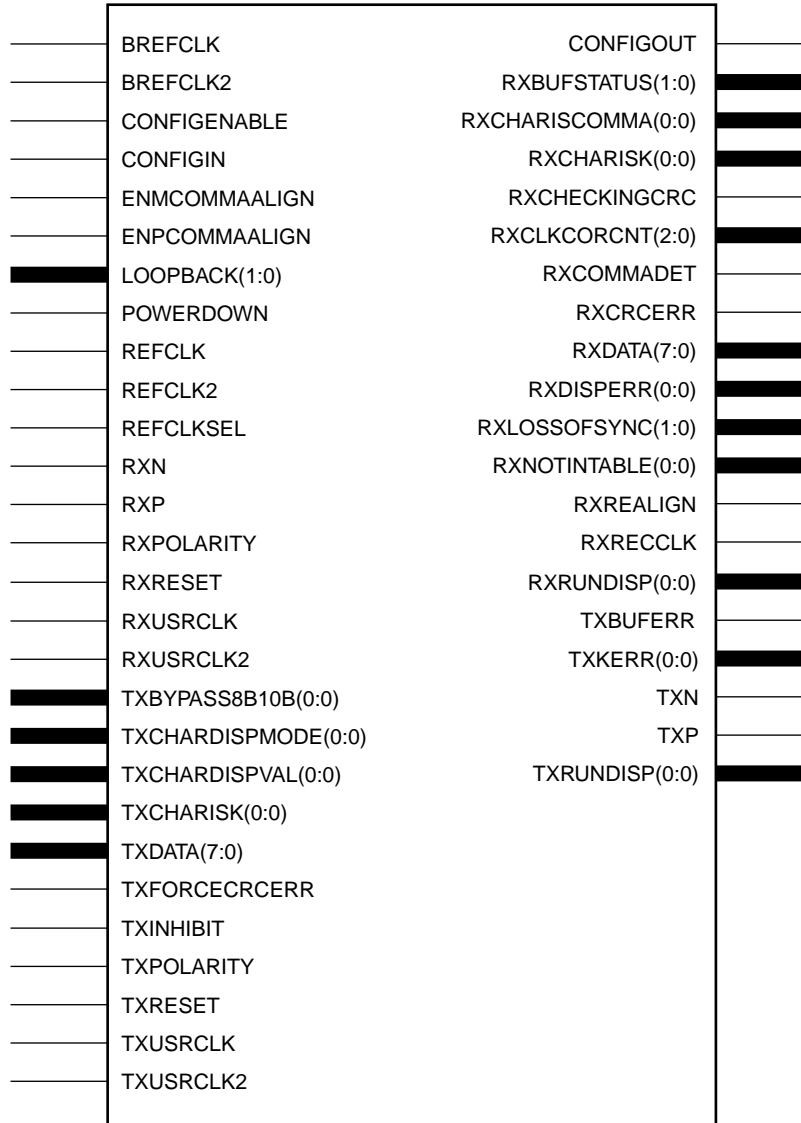 BREFCLK CONFIGOUT
BREFCLK2 RXBUFSTATUS(1:0)
CONFIGENABLE RXCHARISCOMMA(0:0)
CONFIGIN RXCHARISK(0:0)
ENMCOMMAALIGN RXCHECKINGCRC
ENPCOMMAALIGN RXCLKCORCNT(2:0)
LOOPBACK(1:0) RXCOMMADET
POWERDOWN RXCRCERR
REFCLK RXDATA(7:0)
REFCLK2 RXDISPERR(0:0)
REFCLKSEL RXLOSSOFSYNC(1:0)
RXN RXNOTINTABLE(0:0)
RXP RXREALIGN
RXPOLARITY RXRECCLK
RXRESET RXRUNDISP(0:0)
RXUSRCLK TXBUFERR
RXUSRCLK2 TXKERR(0:0)
TXBYPASS8B10B(0:0) TXN
TXCHARDISPMODE(0:0) TXP
TXCHARDISPVAL(0:0) TXRUNDISP(0:0)
TXCHARISK(0:0)
TXDATA(7:0)
TXFORCECRCERR
TXINHIBIT
TXPOLARITY
TXRESET
TXUSRCLK
TXUSRCLK2